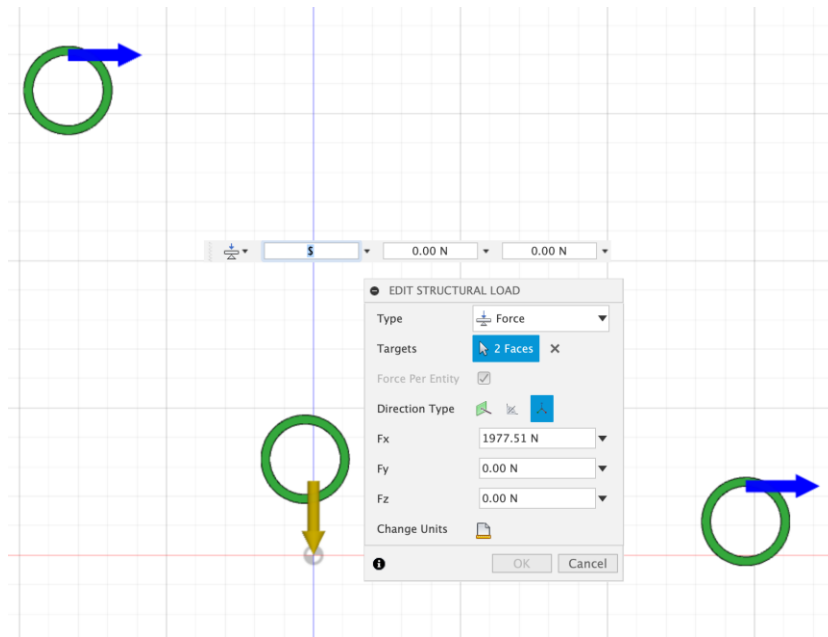 S 0.00 N 0.00 N
EDIT STRUCTURAL LOAD
Type Force
Targets 2 Faces
Force Per Entity
Direction Type
Fx 1977.51 N
Fy 0.00 N
Fz 0.00 N
Change Units
OK Cancel